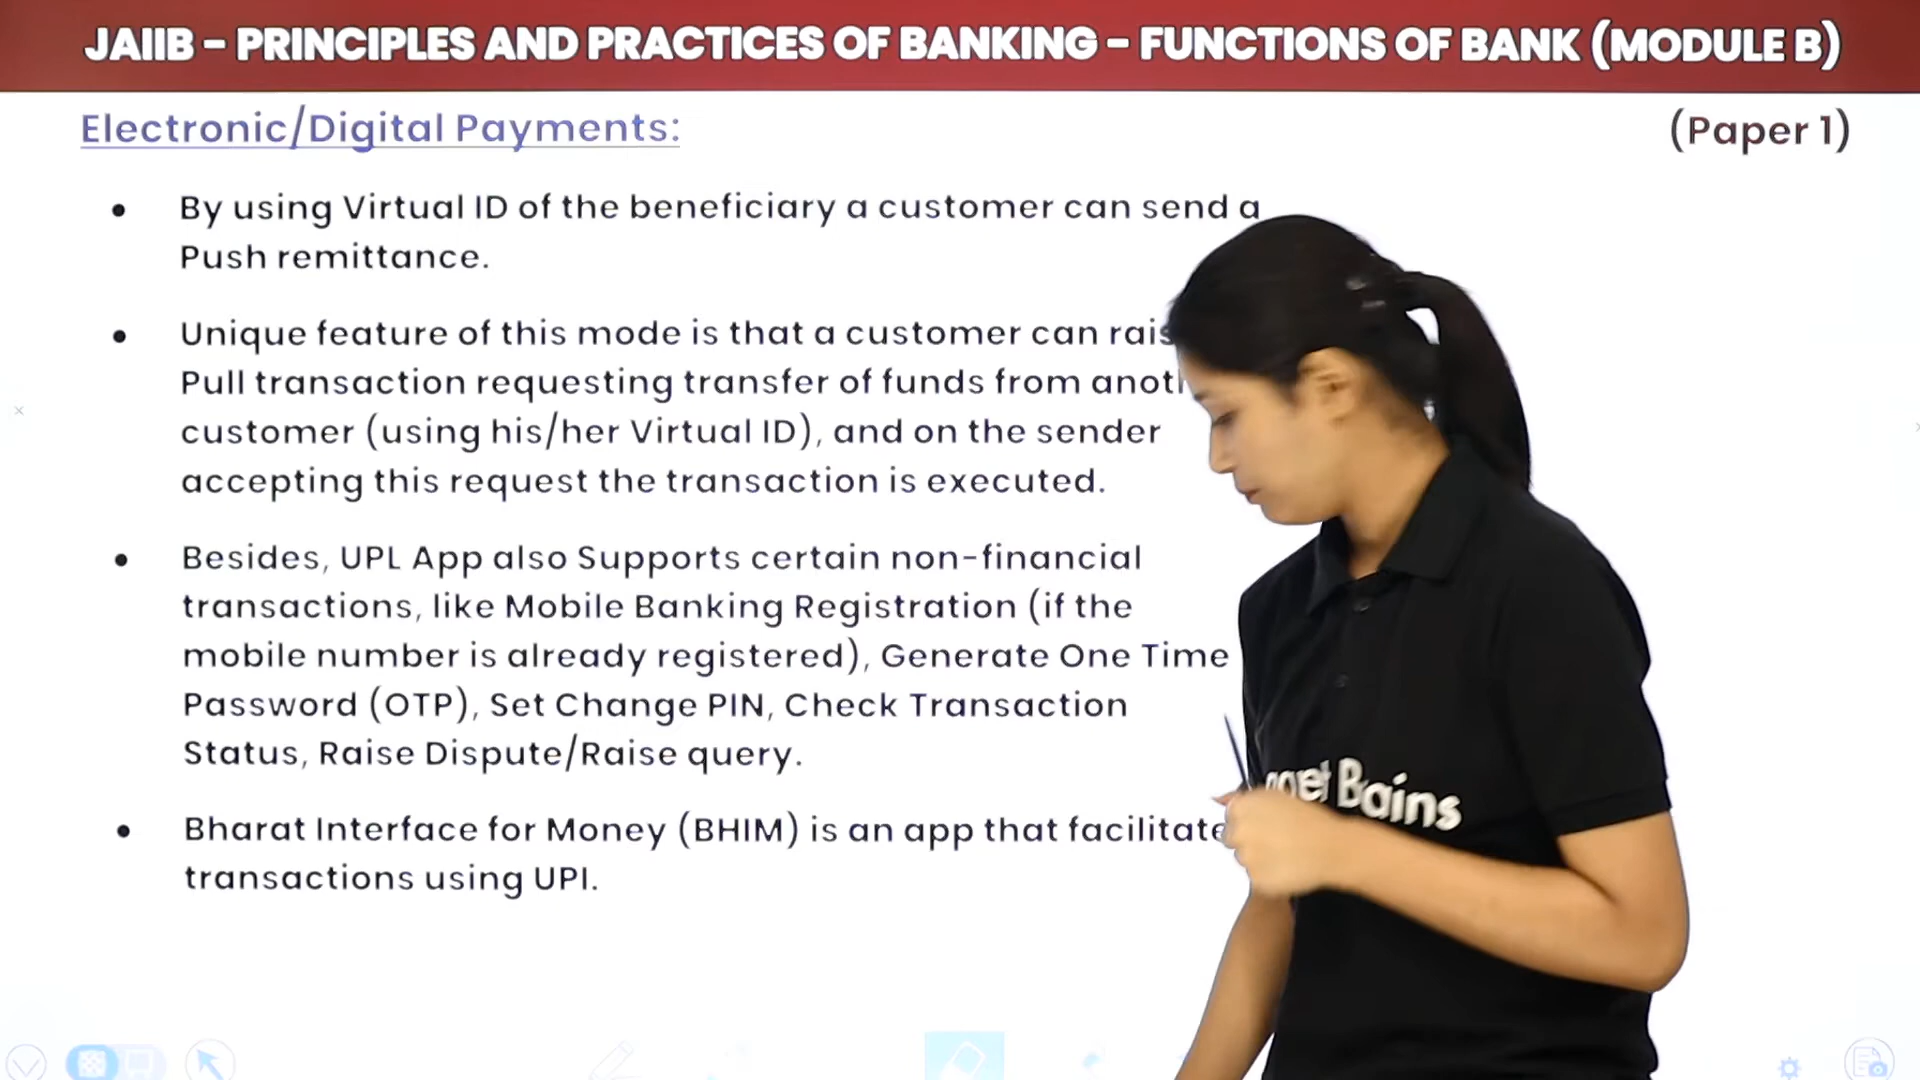 JAIIB - PRINCIPLES AND PRACTICES OF BANKING - FUNCTIONS OF BANK (MODULE B)
Electronic/Digital Payments:
(Paper 1)
• By using Virtual ID of the beneficiary a customer can send a
Push remittance.
• Unique feature of this mode is that a customer can
Pull transaction requesting transfer of funds from
customer (using his/her Virtual ID), and on the sender
accepting this request the transaction is executed.
• Besides, UPL App also Supports certain non-financial
transactions, like Mobile Banking Registration (if the
mobile number is already registered), Generate One Time
Password (OTP), Set Change PIN, Check Transaction
Status, Raise Dispute/Raise query.
• Bharat Interface for Money (BHIM) is an app that
transactions using UPI.
Brains